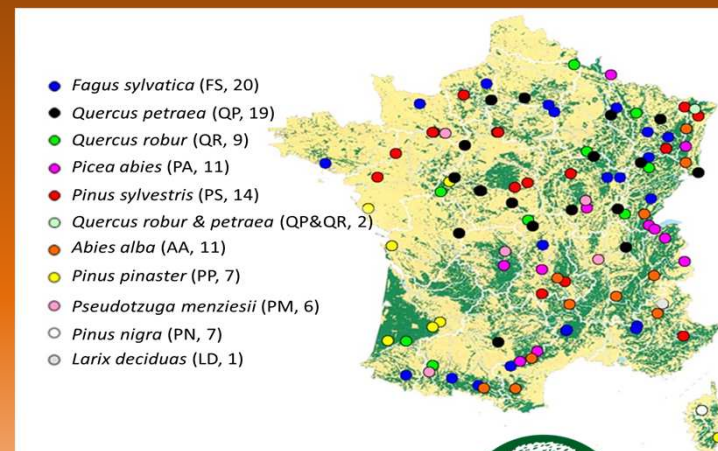 Fagus sylvatica (FS, 20)
Quercus petraea (QP, 19)
Quercus robur (QR, 9)
Picea abies (PA, 11)
Pinus sylvestris (PS, 14)
Quercus robur & petraea (QP&QR, 2)
Abies alba (AA, 11)
Pinus pinaster (PP, 7)
Pseudotzuga menziesii (PM, 6)
Pinus nigra (PN, 7)
Larix deciduas (LD, 1)